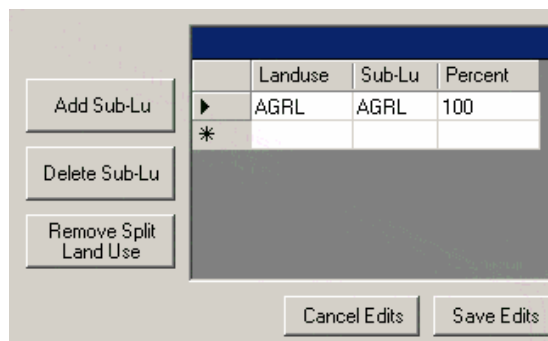 Landuse Sub-Lu Percent
Add Sub-Lu
AGRL AGRL 100
Delete Sub-Lu
Remove Split
Land Use
Cancel Edits Save Edits